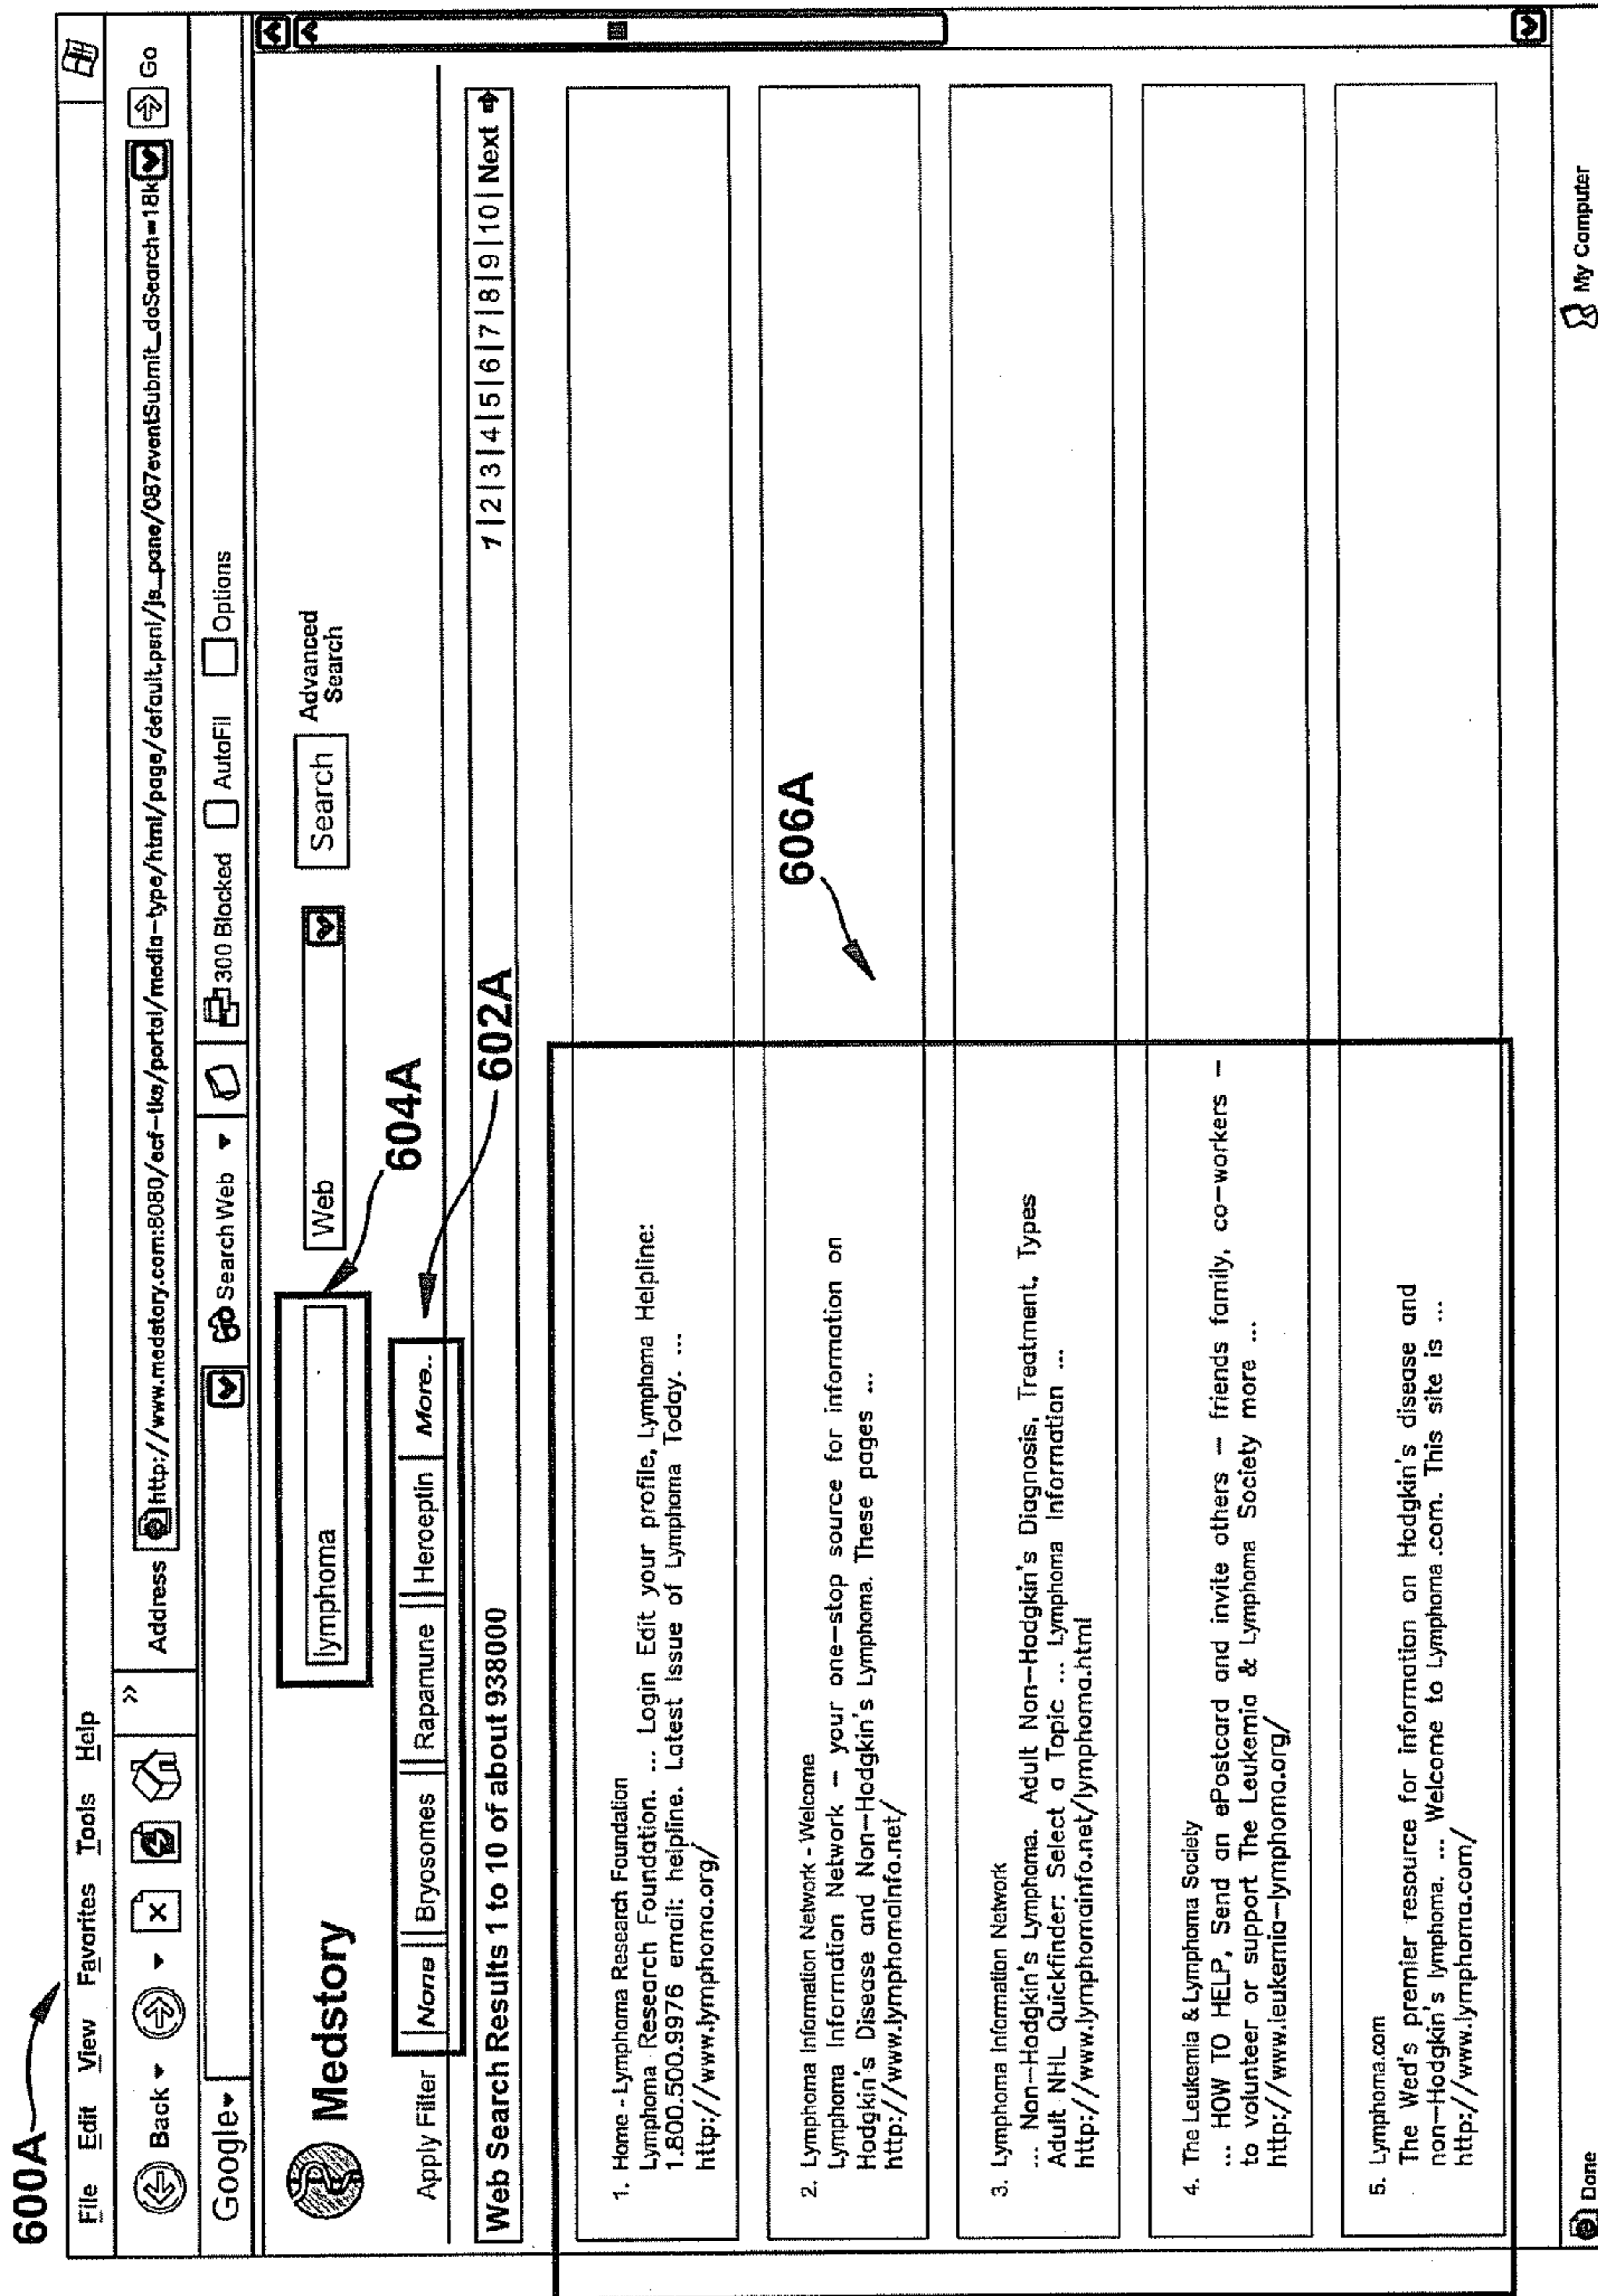 600A
File Edit View Favorites Tools Help
Back
» Address http://www.medstory.com:8080/ecf-tks/portal/media-type/html/page/default.psnl/js_pane/087eventSubmit_doSearch=18k Go
Google Search Web 300 Blocked AutoFil Options
Medstory lymphoma Web Search Advanced Search
604A
Apply Filter None | Bryosomes | Rapamune | Heroeptin | More..
602A
Web Search Results 1 to 10 of about 938000 1|2|3|4|5|6|7|8|9|10|Next
1. Home - Lymphoma Research Foundation
Lymphoma Research Foundation. ... Login Edit your profile, Lymphoma Helpline:
1.800.500.9976 email: helpline. Latest issue of Lymphoma Today. ...
http://www.lymphoma.org/
606A
2. Lymphoma Information Network - Welcome
Lymphoma Information Network — your one-stop source for information on
Hodgkin's Disease and Non-Hodgkin's Lymphoma. These pages ...
http://www.lymphomainfo.net/
3. Lymphoma Information Network
... Non-Hodgkin's Lymphoma. Adult Non-Hodgkin's Diagnosis, Treatment, Types
Adult NHL Quickfinder: Select a Topic ... Lymphoma Information ...
http://www.lymphomainfo.net/lymphoma.html
4. The Leukemia & Lymphoma Society
... HOW TO HELP, Send an ePostcard and invite others — friends family, co-workers —
to volunteer or support The Leukemia & Lymphoma Society more ...
http://www.leukemia-lymphoma.org/
5. Lymphoma.com
The Wed's premier resource for information on Hodgkin's disease and
non-Hodgkin's lymphoma. ... Welcome to Lymphoma.com. This site is ...
http://www.lymphoma.com/
Done My Computer